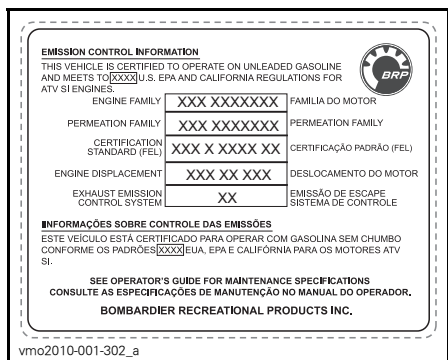 EMISSION CONTROL INFORMATION
THIS VEHICLE IS CERTIFIED TO OPERATE ON UNLEADED GASOLINE
AND MEETS TO XXXX U.S. EPA AND CALIFORNIA REGULATIONS FOR
ATV SI ENGINES.
BRP
ENGINE FAMILY XXX XXXXXXX FAMILIA DO MOTOR
PERMEATION FAMILY XXX XXXXXXX PERMEATION FAMILY
CERTIFICATION
STANDARD (FEL) XXX X XXXX XX CERTIFICAÇÃO PADRÃO (FEL)
ENGINE DISPLACEMENT XXX XX XXX DESLOCAMENTO DO MOTOR
EXHAUST EMISSION
CONTROL SYSTEM XX EMISSÃO DE ESCAPE
SISTEMA DE CONTROLE
INFORMAÇÕES SOBRE CONTROLE DAS EMISSÕES
ESTE VEÍCULO ESTÁ CERTIFICADO PARA OPERAR COM GASOLINA SEM CHUMBO
CONFORME OS PADRÕES XXXX EUA, EPA E CALIFÓRNIA PARA OS MOTORES ATV
SI.
SEE OPERATOR'S GUIDE FOR MAINTENANCE SPECIFICATIONS
CONSULTE AS ESPECIFICAÇÕES DE MANUTENÇÃO NO MANUAL DO OPERADOR.
BOMBARDIER RECREATIONAL PRODUCTS INC.
vmo2010-001-302_a